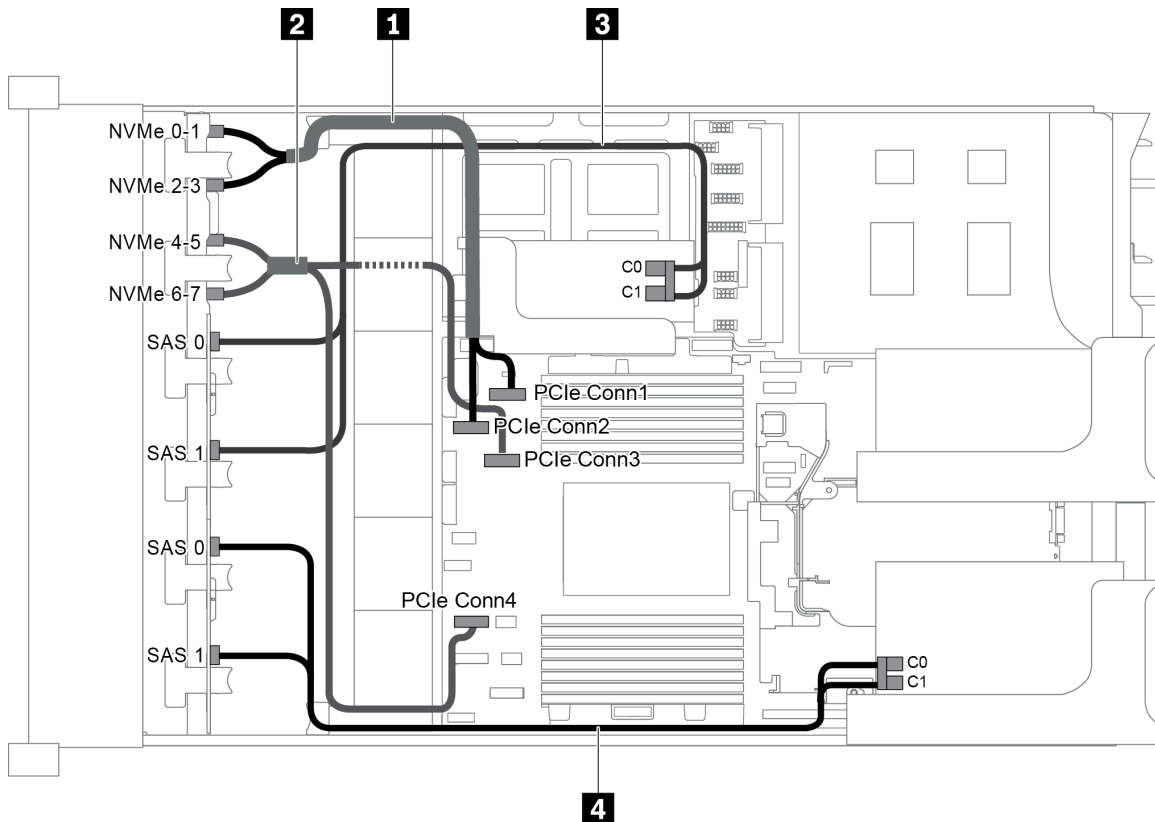 2
1
3
NVMe 0-1
NVMe 2-3
NVMe 4-5
NVMe 6-7
C0
C1
SAS 0
PCIe Conn1
PCIe Conn2
SAS 1
PCIe Conn3
SAS 0
PCIe Conn4
SAS 1
C0
C1
4